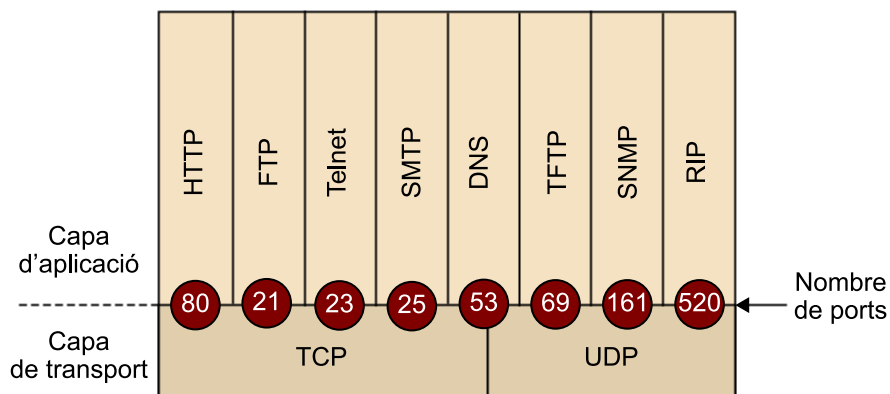 HTTP
FTP
Telnet
SMTP
DNS
TFTP
SNMP
RIP
Capa
d’aplicació
80
21
23
25
53
69
161
520
Nombre
de ports
Capa
de transport
TCP
UDP